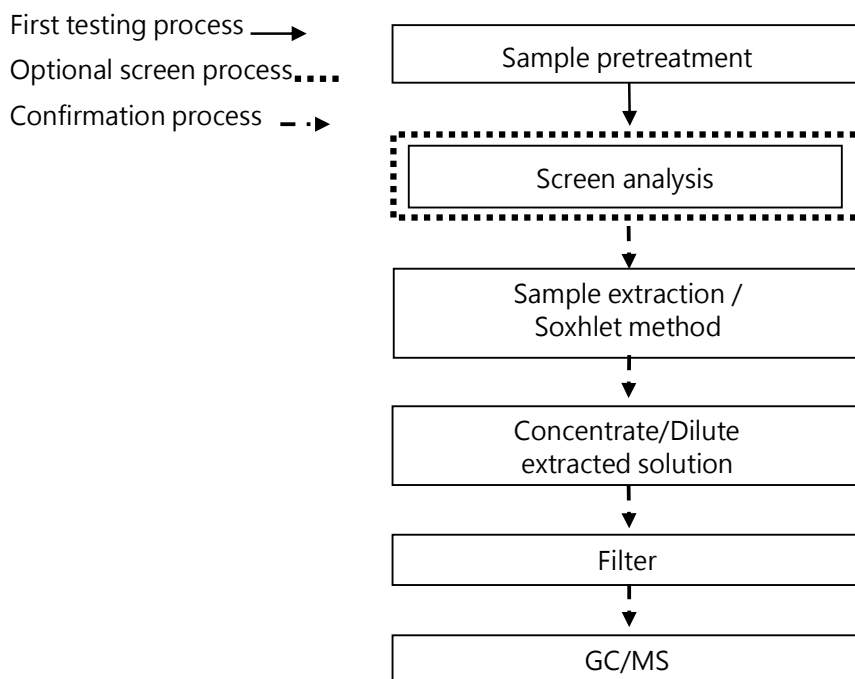 First testing process
Optional screen process
Confirmation process
Sample pretreatment
Screen analysis
Sample extraction /
Soxhlet method
Concentrate/Dilute
extracted solution
Filter
GC/MS